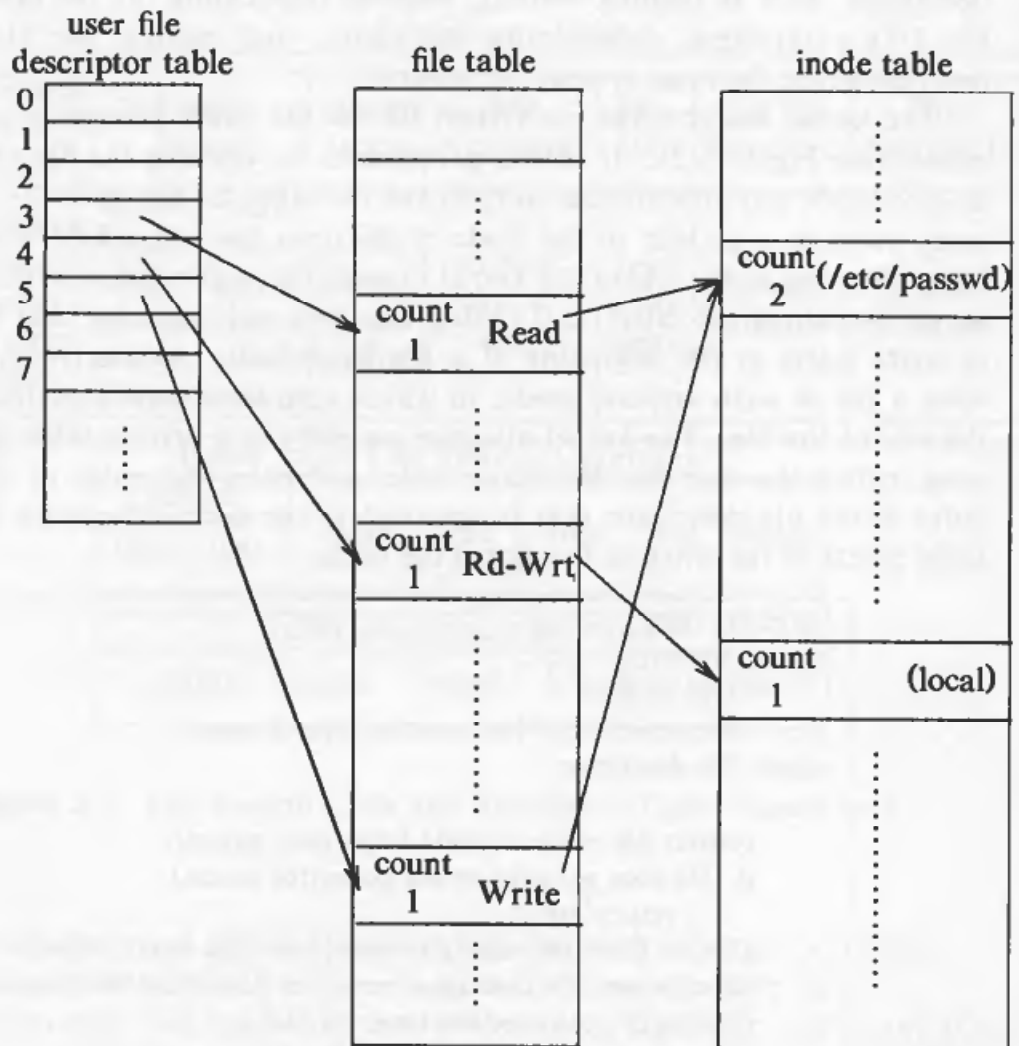 user file
descriptor table
file table
inode table
0
1
2
3
4
5
6
7
count
1 Read
count
1 Rd-Wrt
count
1 Write
count (/etc/passwd)
2
count
1 (local)